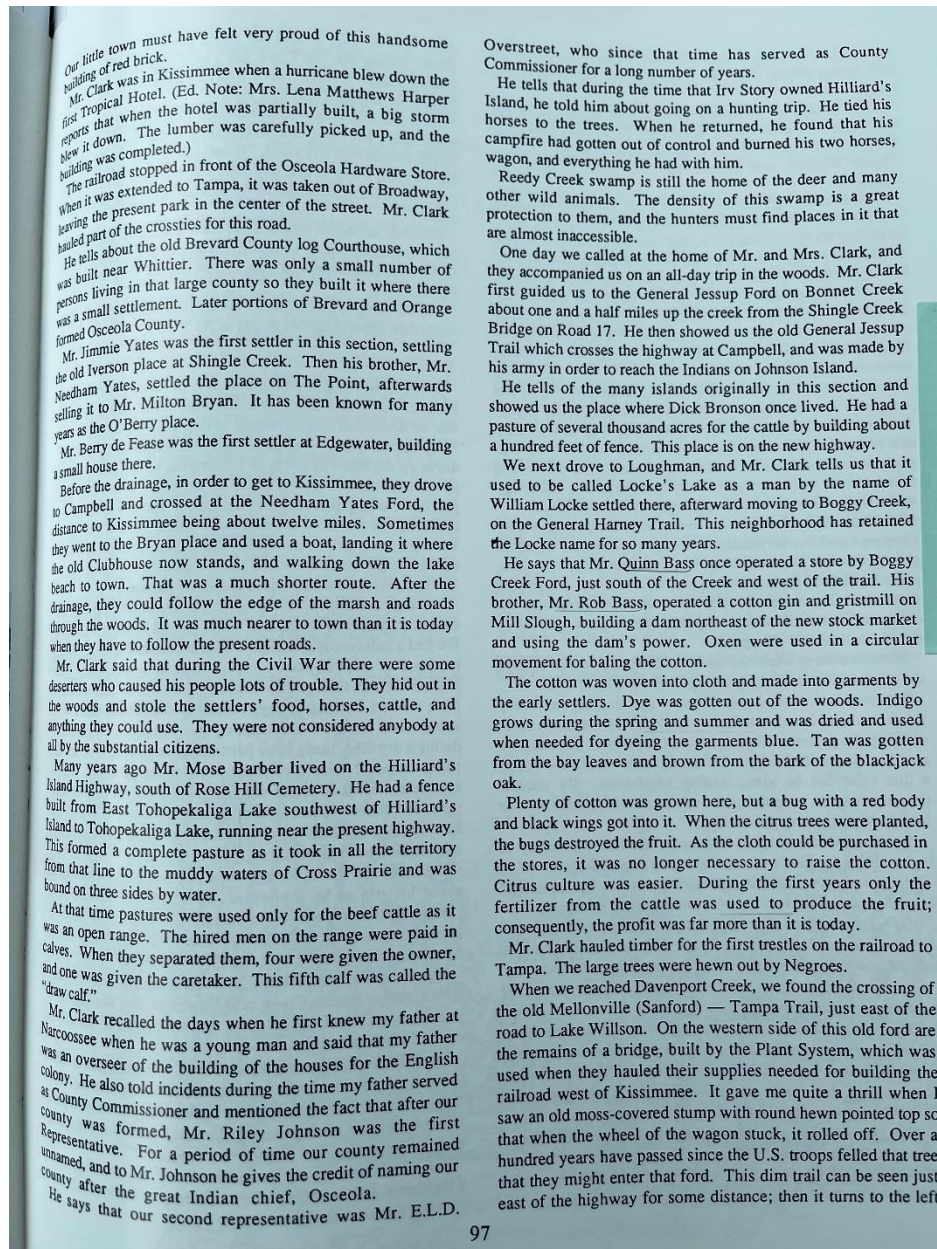 Our little town must have felt very proud of this handsome
building of red brick.
Mr. Clark was in Kissimmee when a hurricane blew down the
first Tropical Hotel. (Ed. Note: Mrs. Lena Matthews Harper
reports that when the hotel was partially built, a big storm
blew it down. The lumber was carefully picked up, and the
building was completed.)
The railroad stopped in front of the Osceola Hardware Store.
When it was extended to Tampa, it was taken out of Broadway,
leaving the present park in the center of the street. Mr. Clark
hauled part of the crossties for this road.
He tells about the old Brevard County log Courthouse, which
was built near Whittier. There was only a small number of
persons living in that large county so they built it where there
was a small settlement. Later portions of Brevard and Orange
formed Osceola County.
Mr. Jimmie Yates was the first settler in this section, settling
the old Iverson place at Shingle Creek. Then his brother, Mr.
Needham Yates, settled the place on The Point, afterwards
selling it to Mr. Milton Bryan. It has been known for many
years as the O'Berry place.
Mr. Berry de Fease was the first settler at Edgewater, building
a small house there.
Before the drainage, in order to get to Kissimmee, they drove
to Campbell and crossed at the Needham Yates Ford, the
distance to Kissimmee being about twelve miles. Sometimes
they went to the Bryan place and used a boat, landing it where
the old Clubhouse now stands, and walking down the lake
beach to town. That was a much shorter route. After the
drainage, they could follow the edge of the marsh and roads
through the woods. It was much nearer to town than it is today
when they have to follow the present roads.
Mr. Clark said that during the Civil War there were some
deserters who caused his people lots of trouble. They hid out in
the woods and stole the settlers' food, horses, cattle, and
anything they could use. They were not considered anybody at
all by the substantial citizens.
Many years ago Mr. Mose Barber lived on the Hilliard's
Island Highway, south of Rose Hill Cemetery. He had a fence
built from East Tohopekaliga Lake southwest of Hilliard's
Island to Tohopekaliga Lake, running near the present highway.
This formed a complete pasture as it took in all the territory
from that line to the muddy waters of Cross Prairie and was
bound on three sides by water.
At that time pastures were used only for the beef cattle as it
was an open range. The hired men on the range were paid in
calves. When they separated them, four were given the owner,
and one was given the caretaker. This fifth calf was called the
"draw calf."
Mr. Clark recalled the days when he first knew my father at
Narcoossee when he was a young man and said that my father
was an overseer of the building of the houses for the English
colony. He also told incidents during the time my father served
as County Commissioner and mentioned the fact that after our
county was formed, Mr. Riley Johnson was the first
Representative. For a period of time our county remained
unnamed, and to Mr. Johnson he gives the credit of naming our
county after the great Indian chief, Osceola.
He says that our second representative was Mr. E.L.D.
Overstreet, who since that time has served as County
Commissioner for a long number of years.
He tells that during the time that Irv Story owned Hilliard's
Island, he told him about going on a hunting trip. He tied his
horses to the trees. When he returned, he found that his
campfire had gotten out of control and burned his two horses,
wagon, and everything he had with him.
Reedy Creek swamp is still the home of the deer and many
other wild animals. The density of this swamp is a great
protection to them, and the hunters must find places in it that
are almost inaccessible.
One day we called at the home of Mr. and Mrs. Clark, and
they accompanied us on an all-day trip in the woods. Mr. Clark
first guided us to the General Jessup Ford on Bonnet Creek
about one and a half miles up the creek from the Shingle Creek
Bridge on Road 17. He then showed us the old General Jessup
Trail which crosses the highway at Campbell, and was made by
his army in order to reach the Indians on Johnson Island.
He tells of the many islands originally in this section and
showed us the place where Dick Bronson once lived. He had a
pasture of several thousand acres for the cattle by building about
a hundred feet of fence. This place is on the new highway.
We next drove to Loughman, and Mr. Clark tells us that it
used to be called Locke's Lake as a man by the name of
William Locke settled there, afterward moving to Boggy Creek,
on the General Harney Trail. This neighborhood has retained
the Locke name for so many years.
He says that Mr. Quinn Bass once operated a store by Boggy
Creek Ford, just south of the Creek and west of the trail. His
brother, Mr. Rob Bass, operated a cotton gin and gristmill on
Mill Slough, building a dam northeast of the new stock market
and using the dam's power. Oxen were used in a circular
movement for baling the cotton.
The cotton was woven into cloth and made into garments by
the early settlers. Dye was gotten out of the woods. Indigo
grows during the spring and summer and was dried and used
when needed for dyeing the garments blue. Tan was gotten
from the bay leaves and brown from the bark of the blackjack
oak.
Plenty of cotton was grown here, but a bug with a red body
and black wings got into it. When the citrus trees were planted,
the bugs destroyed the fruit. As the cloth could be purchased in
the stores, it was no longer necessary to raise the cotton.
Citrus culture was easier. During the first years only the
fertilizer from the cattle was used to produce the fruit;
consequently, the profit was far more than it is today.
Mr. Clark hauled timber for the first trestles on the railroad to
Tampa. The large trees were hewn out by Negroes.
When we reached Davenport Creek, we found the crossing of
the old Mellonville (Sanford) — Tampa Trail, just east of the
road to Lake Willson. On the western side of this old ford are
the remains of a bridge, built by the Plant System, which was
used when they hauled their supplies needed for building the
railroad west of Kissimmee. It gave me quite a thrill when I
saw an old moss-covered stump with round hewn pointed top so
that when the wheel of the wagon stuck, it rolled off. Over a
hundred years have passed since the U.S. troops felled that tree
that they might enter that ford. This dim trail can be seen just
east of the highway for some distance; then it turns to the left
97